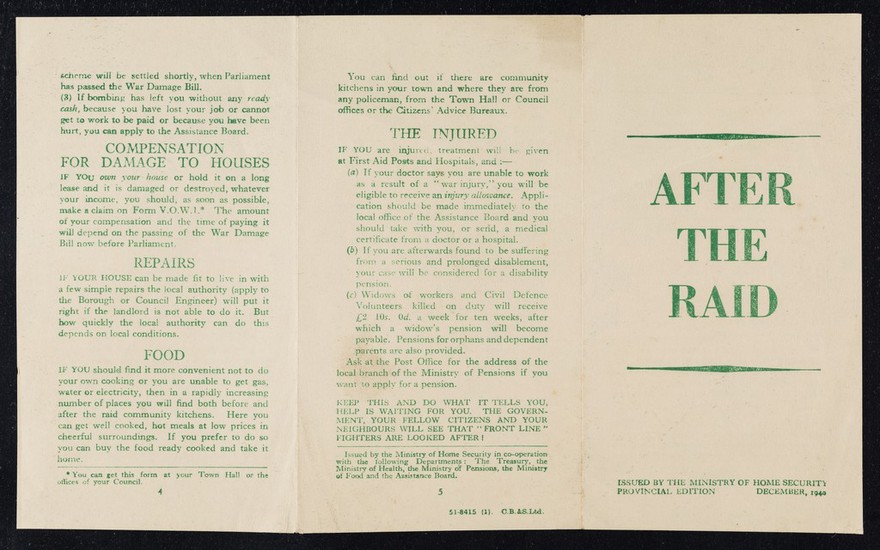 scheme will be settled shortly, when Parliament
has passed the War Damage Bill.
(8) If bombing has left you without any ready
cash, because you have lost your job or cannot
get to work to be paid or because you have been
hurt, you can apply to the Assistance Board.
COMPENSATION
FOR DAMAGE TO HOUSES
IF YOU own your house or hold it on a long
lease and it is damaged or destroyed, whatever
your income, you should, as soon as possible,
make a claim on Form V.O.W.1.* The amount
of your compensation and the time of paying it
will depend on the passing of the War Damage
Bill now before Parliament.
REPAIRS
IF YOUR HOUSE can be made fit to live in with
a few simple repairs the local authority (apply to
the Borough or Council Engineer) will put it
right if the landlord is not able to do it. But
how quickly the local authority can do this
depends on local conditions.
FOOD
IF YOU should find it more convenient not to do
your own cooking or you are unable to get gas,
water or electricity, then in a rapidly increasing
number of places you will find both before and
after the raid community kitchens. Here you
can get well cooked, hot meals at low prices in
cheerful surroundings. If you prefer to do so
you can buy the food ready cooked and take it
home.
* You can get this form at your Town Hall or the
offices of your Council.
4
You can find out if there are community
kitchens in your town and where they are from
any policeman, from the Town Hall or Council
offices or the Citizens' Advice Bureaux.
THE INJURED
IF YOU are injured, treatment will be given
at First Aid Posts and Hospitals, and :—
(a) If your doctor says you are unable to work
as a result of a "war injury," you will be
eligible to receive an injury allowance. Appli-
cation should be made immediately to the
local office of the Assistance Board and you
should take with you, or send, a medical
certificate from a doctor or a hospital.
(b) If you are afterwards found to be suffering
from a serious and prolonged disablement,
your case will be considered for a disability
pension.
(c) Widows of workers and Civil Defence
Volunteers killed on duty will receive
£2 10s. 0d. a week for ten weeks, after
which a widow's pension will become
payable. Pensions for orphans and dependent
parents are also provided.
Ask at the Post Office for the address of the
local branch of the Ministry of Pensions if you
want to apply for a pension.
KEEP THIS AND DO WHAT IT TELLS YOU,
HELP IS WAITING FOR YOU. THE GOVERN-
MENT, YOUR FELLOW CITIZENS AND YOUR
NEIGHBOURS WILL SEE THAT "FRONT LINE"
FIGHTERS ARE LOOKED AFTER !
Issued by the Ministry of Home Security in co-operation
with the following Departments: The Treasury, the
Ministry of Health, the Ministry of Pensions, the Ministry
of Food and the Assistance Board.
5
51-8415 (1). C.B.&S.Ltd.
AFTER
THE
RAID
ISSUED BY THE MINISTRY OF HOME SECURITY
PROVINCIAL EDITION DECEMBER, 1940